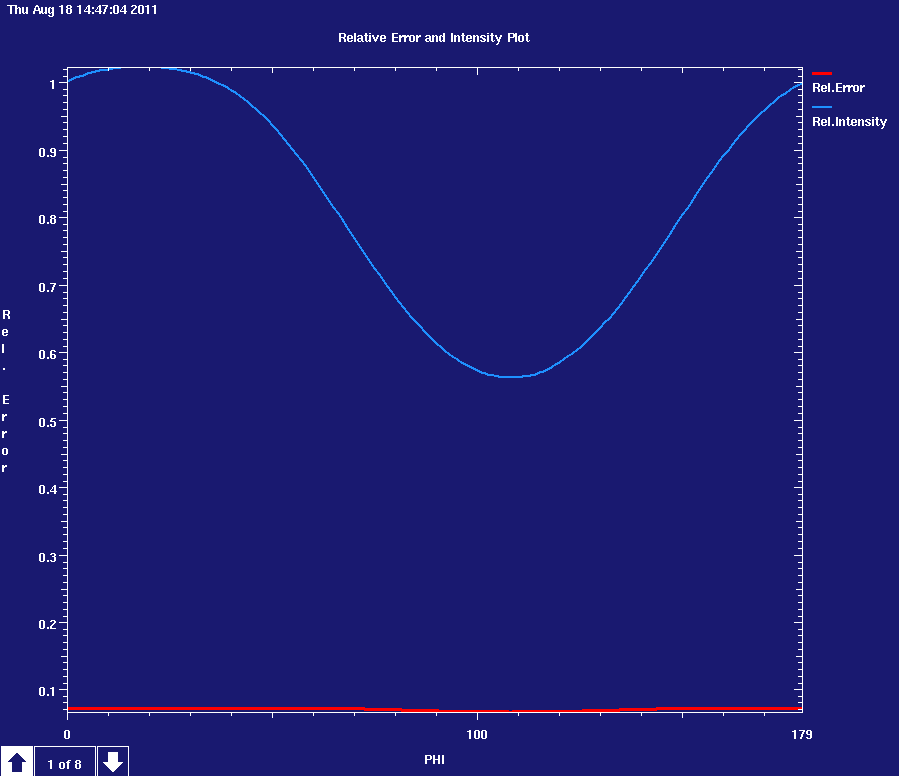 Thu Aug 18 14:47:04 2011
Relative Error and Intensity Plot
Rel.Error
Rel.Intensity
1
0.9
0.8
0.7
0.6
0.5
0.4
0.3
0.2
0.1
Rel. Error
0
100
179
PHI
1 of 8